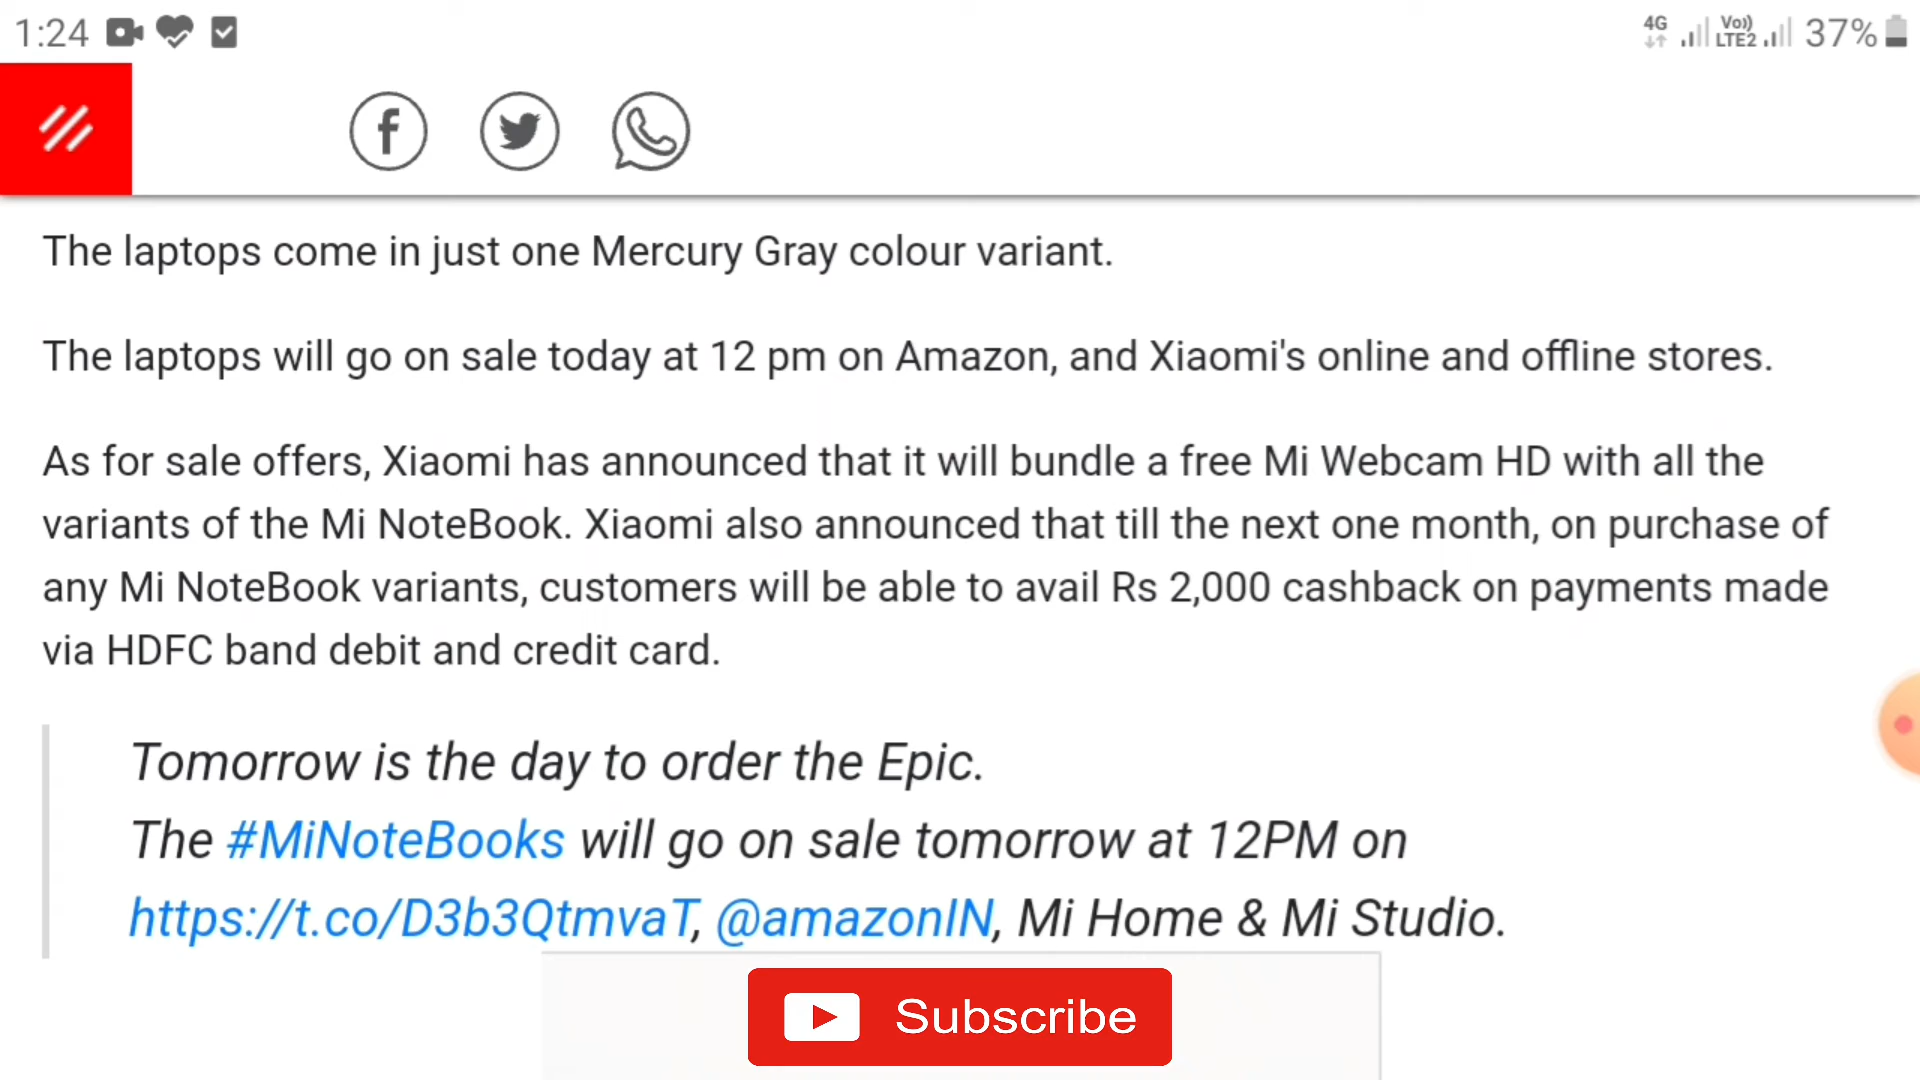 1:24
4G Vo)) LTE2 37%
The laptops come in just one Mercury Gray colour variant.
The laptops will go on sale today at 12 pm on Amazon, and Xiaomi's online and offline stores.
As for sale offers, Xiaomi has announced that it will bundle a free Mi Webcam HD with all the
variants of the Mi NoteBook. Xiaomi also announced that till the next one month, on purchase of
any Mi NoteBook variants, customers will be able to avail Rs 2,000 cashback on payments made
via HDFC band debit and credit card.
Tomorrow is the day to order the Epic.
The #MiNoteBooks will go on sale tomorrow at 12PM on
https://t.co/D3b3QtmvaT, @amazonIN, Mi Home & Mi Studio.
Subscribe